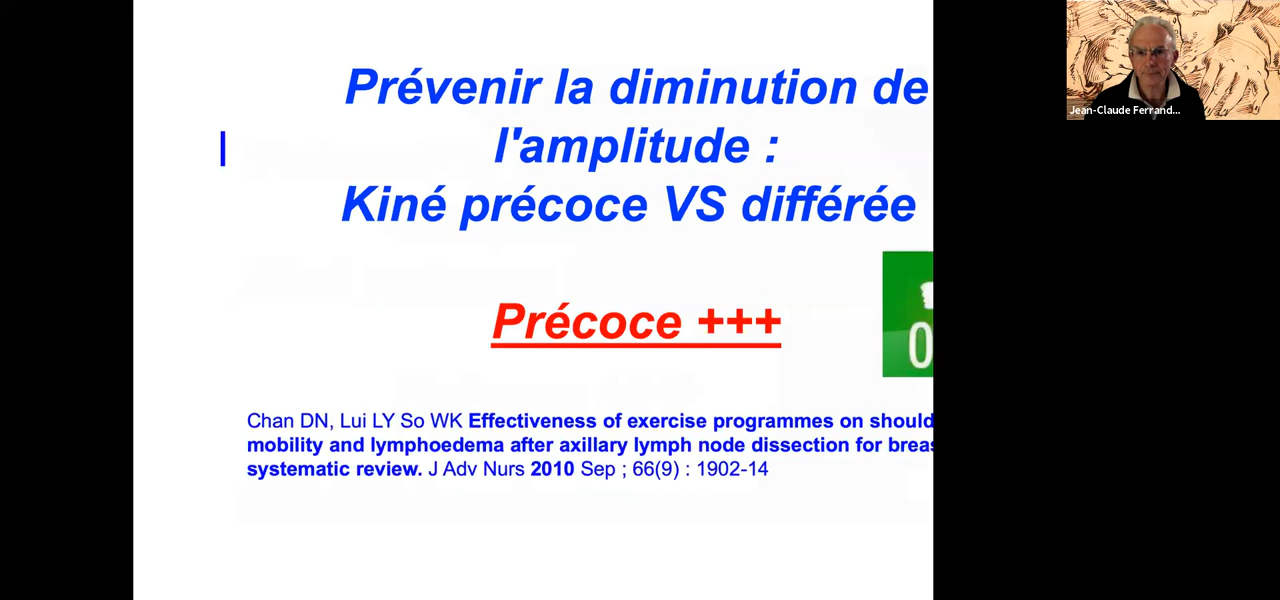 Prévenir la diminution de
l'amplitude :
Kiné précoce VS différée
Précoce +++
0
Chan DN, Lui LY So WK Effectiveness of exercise programmes on should
mobility and lymphoedema after axillary lymph node dissection for breas
systematic review. J Adv Nurs 2010 Sep ; 66(9) : 1902-14
Jean-Claude Ferrand...